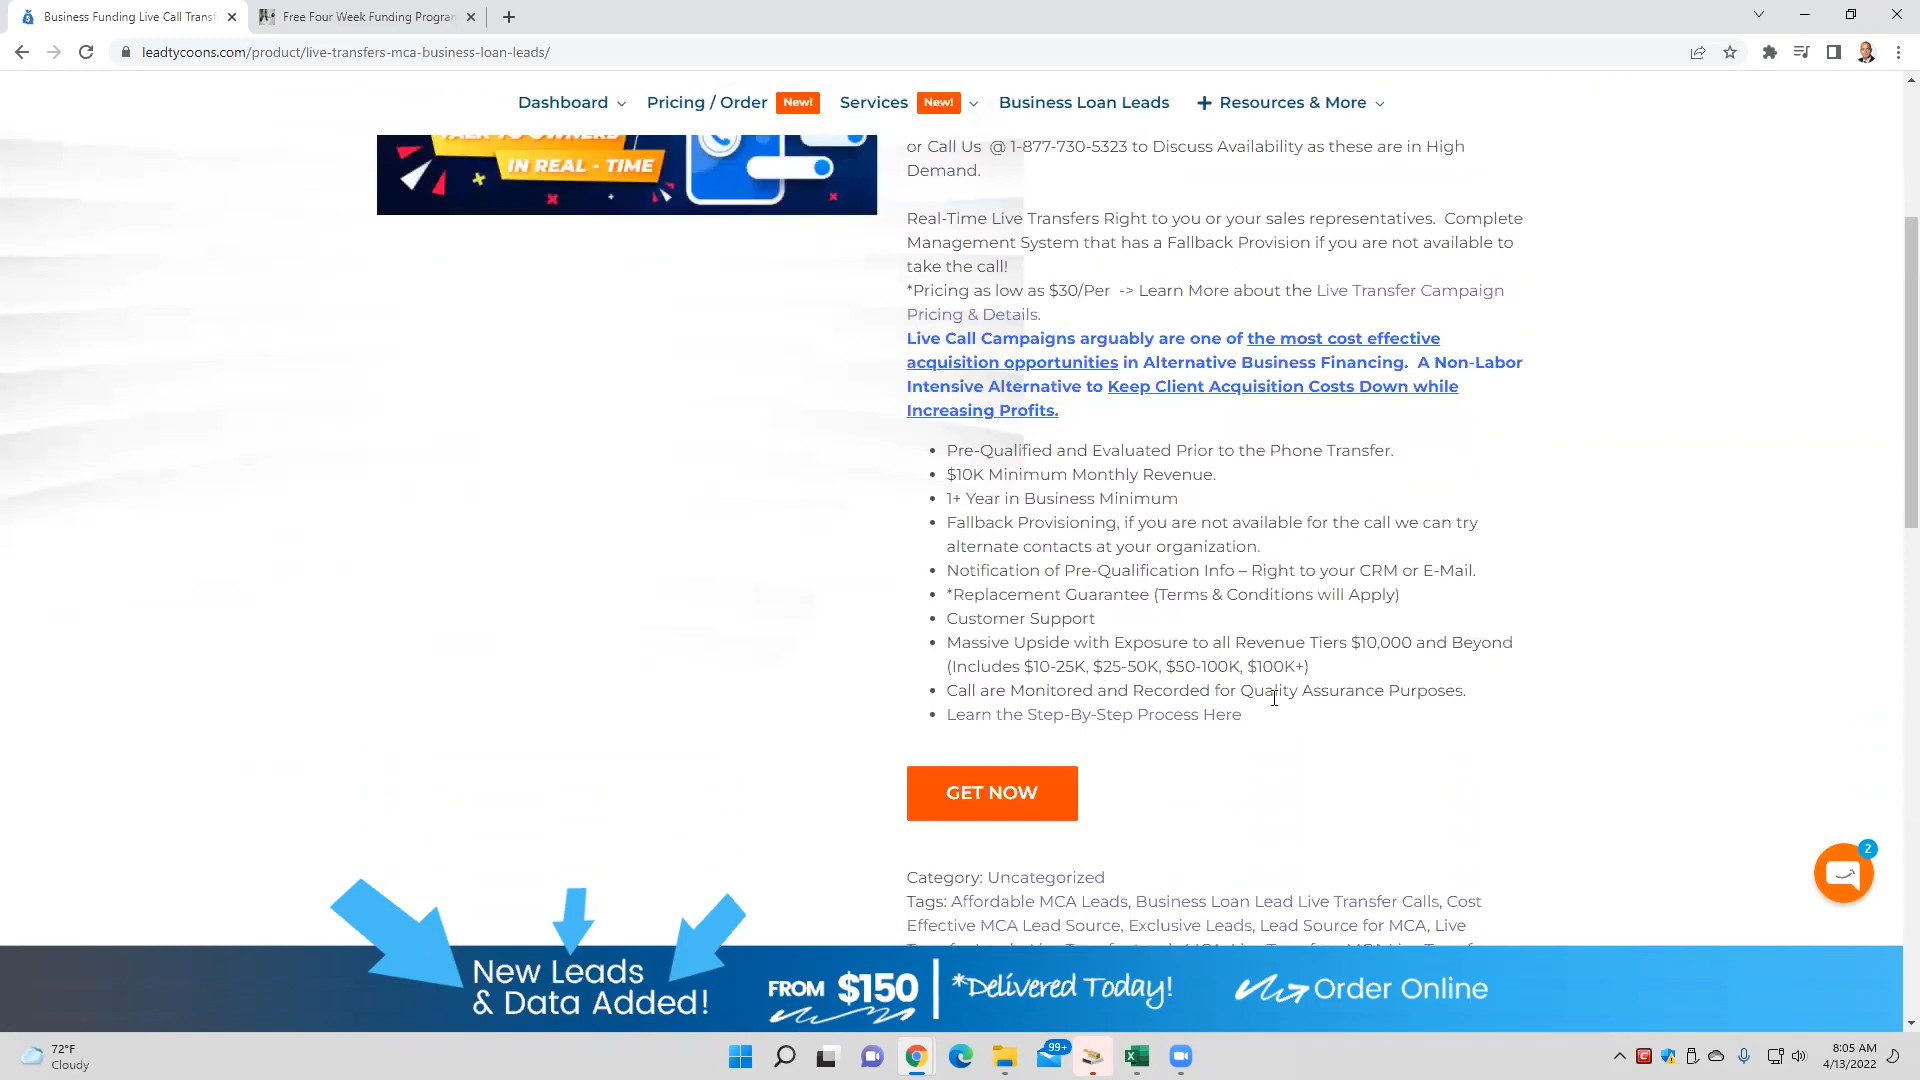 Business Funding Live Call Transf
Free Four Week Funding Program
leadtycoons.com/product/live-transfers-mca-business-loan-leads/
Dashboard
Pricing / Order New!
Services New!
Business Loan Leads
Resources & More
IN REAL - TIME
or Call Us @ 1-877-730-5323 to Discuss Availability as these are in High
Demand.
Real-Time Live Transfers Right to you or your sales representatives. Complete
Management System that has a Fallback Provision if you are not available to
take the call!
*Pricing as low as $30/Per -> Learn More about the Live Transfer Campaign
Pricing & Details.
Live Call Campaigns arguably are one of the most cost effective
acquisition opportunities in Alternative Business Financing. A Non-Labor
Intensive Alternative to Keep Client Acquisition Costs Down while
Increasing Profits.
• Pre-Qualified and Evaluated Prior to the Phone Transfer.
• $10K Minimum Monthly Revenue.
• 1+ Year in Business Minimum
• Fallback Provisioning, if you are not available for the call we can try
alternate contacts at your organization.
• Notification of Pre-Qualification Info – Right to your CRM or E-Mail.
• *Replacement Guarantee (Terms & Conditions will Apply)
• Customer Support
• Massive Upside with Exposure to all Revenue Tiers $10,000 and Beyond
(Includes $10-25K, $25-50K, $50-100K, $100K+)
• Call are Monitored and Recorded for Quality Assurance Purposes.
• Learn the Step-By-Step Process Here
GET NOW
2
Category: Uncategorized
Tags: Affordable MCA Leads, Business Loan Lead Live Transfer Calls, Cost
Effective MCA Lead Source, Exclusive Leads, Lead Source for MCA, Live
New Leads
& Data Added!
FROM $150
*Delivered Today!
Order Online
72°F
Cloudy
99+
8:05 AM
4/13/2022